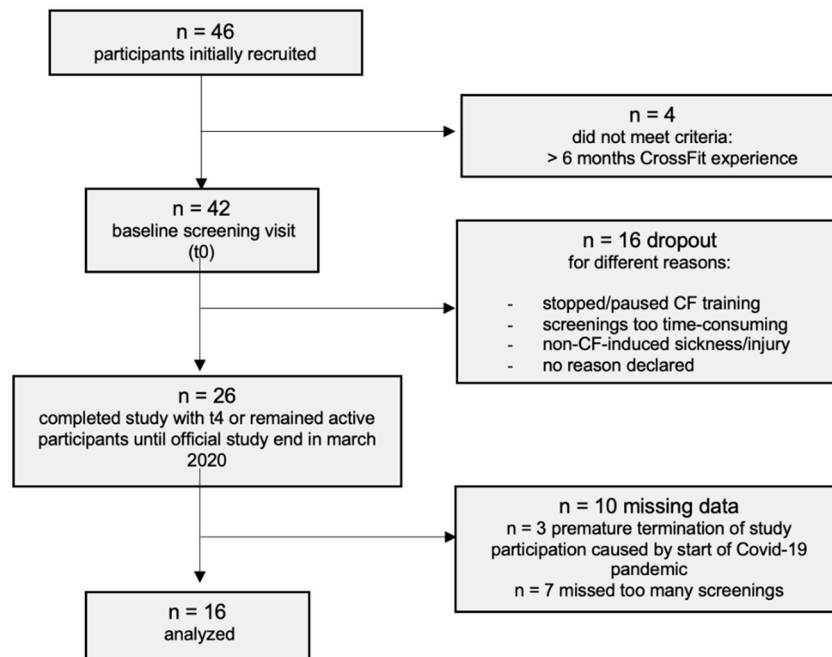 n = 46
participants initially recruited
n = 4
did not meet criteria:
> 6 months CrossFit experience
n = 42
baseline screening visit
(t0)
n = 16 dropout
for different reasons:
- stopped/paused CF training
- screenings too time-consuming
- non-CF-induced sickness/injury
- no reason declared
n = 26
completed study with t4 or remained active
participants until official study end in march
2020
n = 10 missing data
n = 3 premature termination of study
participation caused by start of Covid-19
pandemic
n = 7 missed too many screenings
n = 16
analyzed